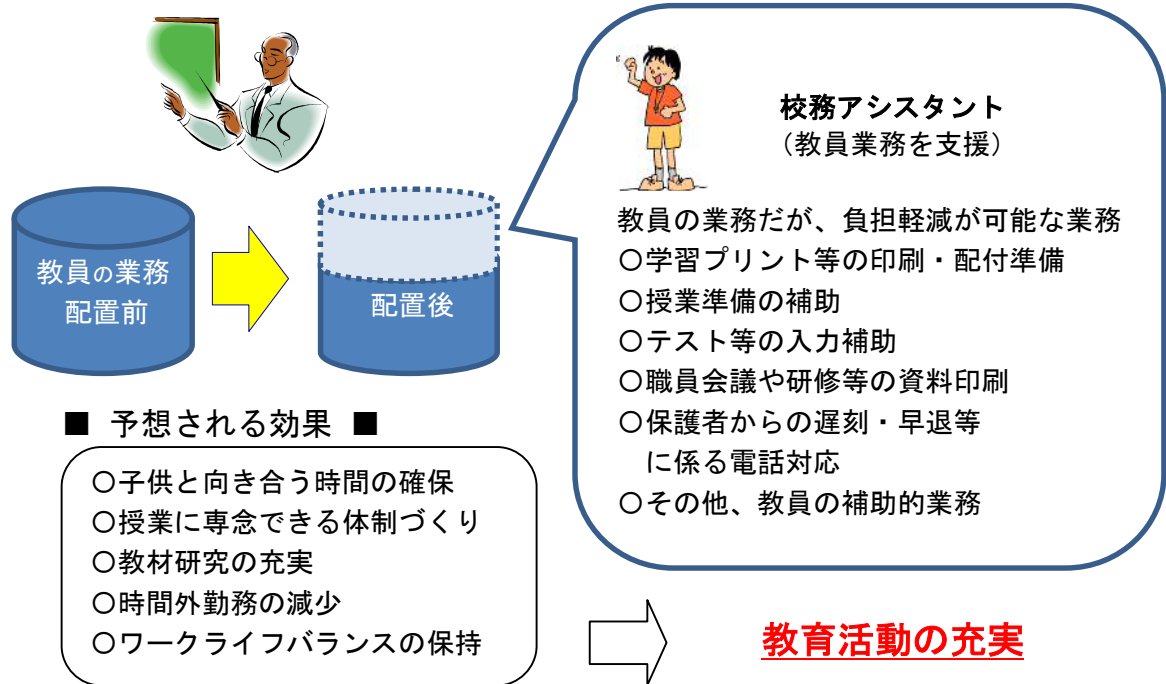 校務アシスタント
（教員業務を支援）
教員の業務
配置前
配置後
教員の業務だが、負担軽減が可能な業務
○学習プリント等の印刷・配付準備
○授業準備の補助
○テスト等の入力補助
○職員会議や研修等の資料印刷
○保護者からの遅刻・早退等
に係る電話対応
○その他、教員の補助的業務
■ 予想される効果 ■
○子供と向き合う時間の確保
○授業に専念できる体制づくり
○教材研究の充実
○時間外勤務の減少
○ワークライフバランスの保持
教育活動の充実